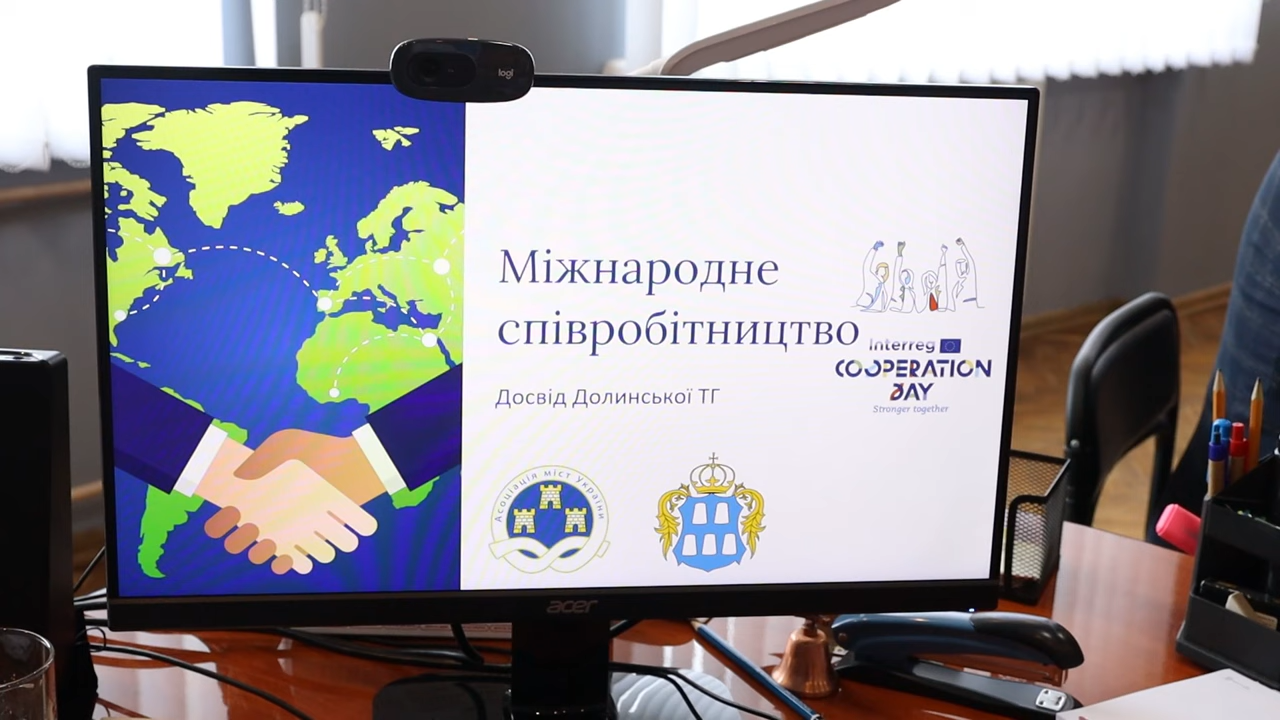 logi
Міжнародне
співробітництво
Досвід Долинської ТГ
Interreg
COOPERATION
DAY
Stronger together
Асоціація міст України
acer